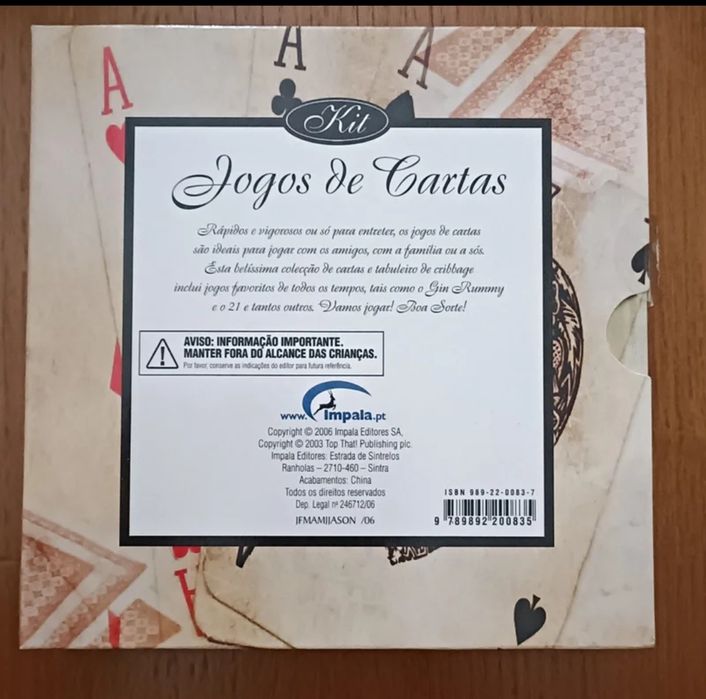 A
A
A
Kit
Jogos de Cartas
Rápidos e vigorosos ou só para entreter, os jogos de cartas
são ideais para jogar com os amigos, com a família ou a sós.
Esta belíssima colecção de cartas e tabuleiro de cribbage
inclui jogos favoritos de todos os tempos, tais como o Gin Rummy
e o 21 e tantos outros. Vamos jogar! Boa Sorte!
AVISO: INFORMAÇÃO IMPORTANTE.
MANTER FORA DO ALCANCE DAS CRIANÇAS.
Por favor, conserve as indicações do editor para futura referência.
www.Impala.pt
Copyright © 2006 Impala Editores SA,
Copyright © 2003 Top That! Publishing plc.
Impala Editores: Estrada de Sintrelos
Ranholas – 2710-460 – Sintra
Acabamentos: China
Todos os direitos reservados
Dep. Legal nº 246712/06
JFMAMJJASON /06
ISBN 989-22-0083-7
9 789892 200835